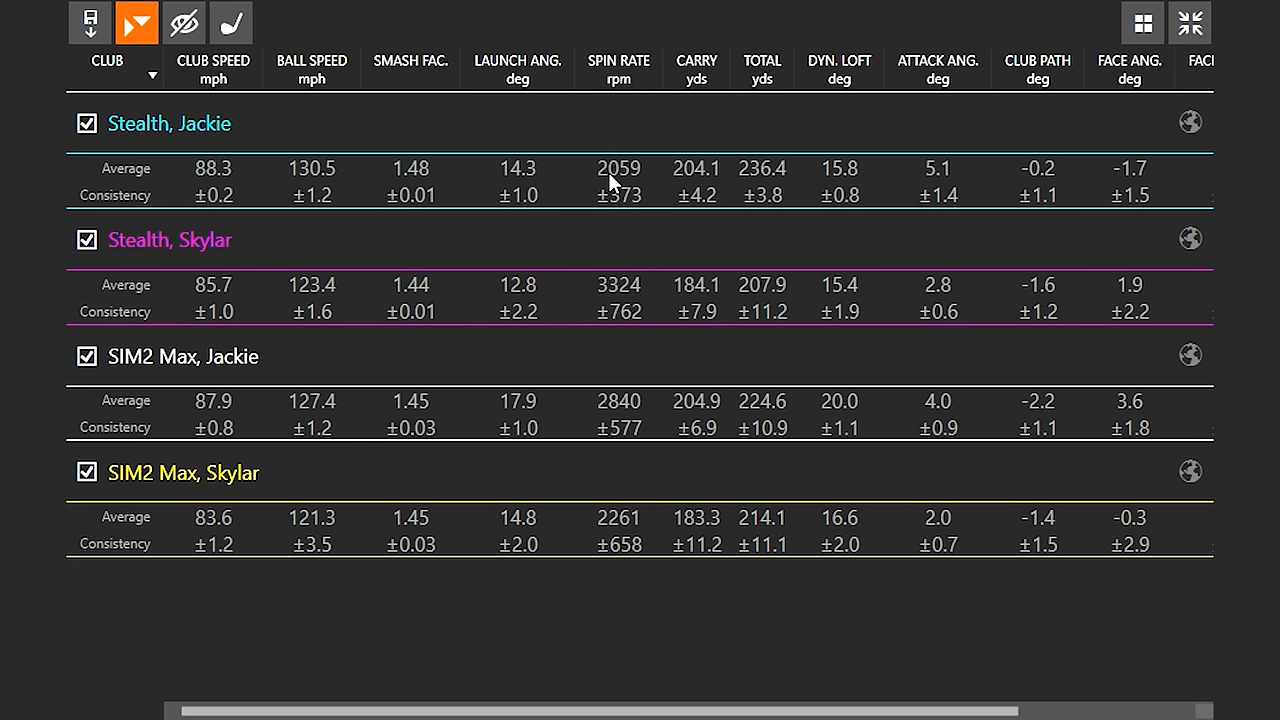 CLUB CLUB SPEED BALL SPEED SMASH FAC. LAUNCH ANG. SPIN RATE CARRY TOTAL DYN. LOFT ATTACK ANG. CLUB PATH FACE ANG. FACI
mph mph deg rpm yds yds deg deg deg deg
Stealth, Jackie
Average 88.3 130.5 1.48 14.3 2059 204.1 236.4 15.8 5.1 -0.2 -1.7
Consistency ±0.2 ±1.2 ±0.01 ±1.0 ±373 ±4.2 ±3.8 ±0.8 ±1.4 ±1.1 ±1.5
Stealth, Skylar
Average 85.7 123.4 1.44 12.8 3324 184.1 207.9 15.4 2.8 -1.6 1.9
Consistency ±1.0 ±1.6 ±0.01 ±2.2 ±762 ±7.9 ±11.2 ±1.9 ±0.6 ±1.2 ±2.2
SIM2 Max, Jackie
Average 87.9 127.4 1.45 17.9 2840 204.9 224.6 20.0 4.0 -2.2 3.6
Consistency ±0.8 ±1.2 ±0.03 ±1.0 ±577 ±6.9 ±10.9 ±1.1 ±0.9 ±1.1 ±1.8
SIM2 Max, Skylar
Average 83.6 121.3 1.45 14.8 2261 183.3 214.1 16.6 2.0 -1.4 -0.3
Consistency ±1.2 ±3.5 ±0.03 ±2.0 ±658 ±11.2 ±11.1 ±2.0 ±0.7 ±1.5 ±2.9